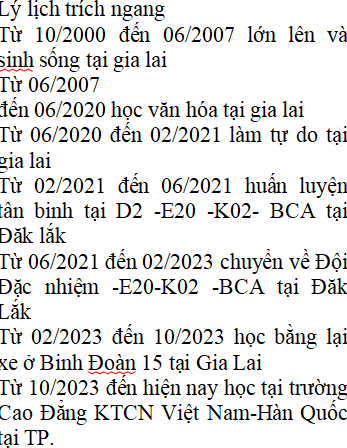 Lý lịch trích ngang
Từ 10/2000 đến 06/2007 lớn lên và
sinh sống tại gia lai
Từ 06/2007
đến 06/2020 học văn hóa tại gia lai
Từ 06/2020 đến 02/2021 làm tự do tại
gia lai
Từ 02/2021 đến 06/2021 huấn luyện
tân binh tại D2 -E20 -K02- BCA tại
Đăk lắk
Từ 06/2021 đến 02/2023 chuyển về Đội
Đặc nhiệm -E20-K02 -BCA tại Đăk
Lắk
Từ 02/2023 đến 10/2023 học bằng lại
xe ở Binh Đoàn 15 tại Gia Lai
Từ 10/2023 đến hiện nay học tại trường
Cao Đẳng KTCN Việt Nam-Hàn Quốc
tại TP.